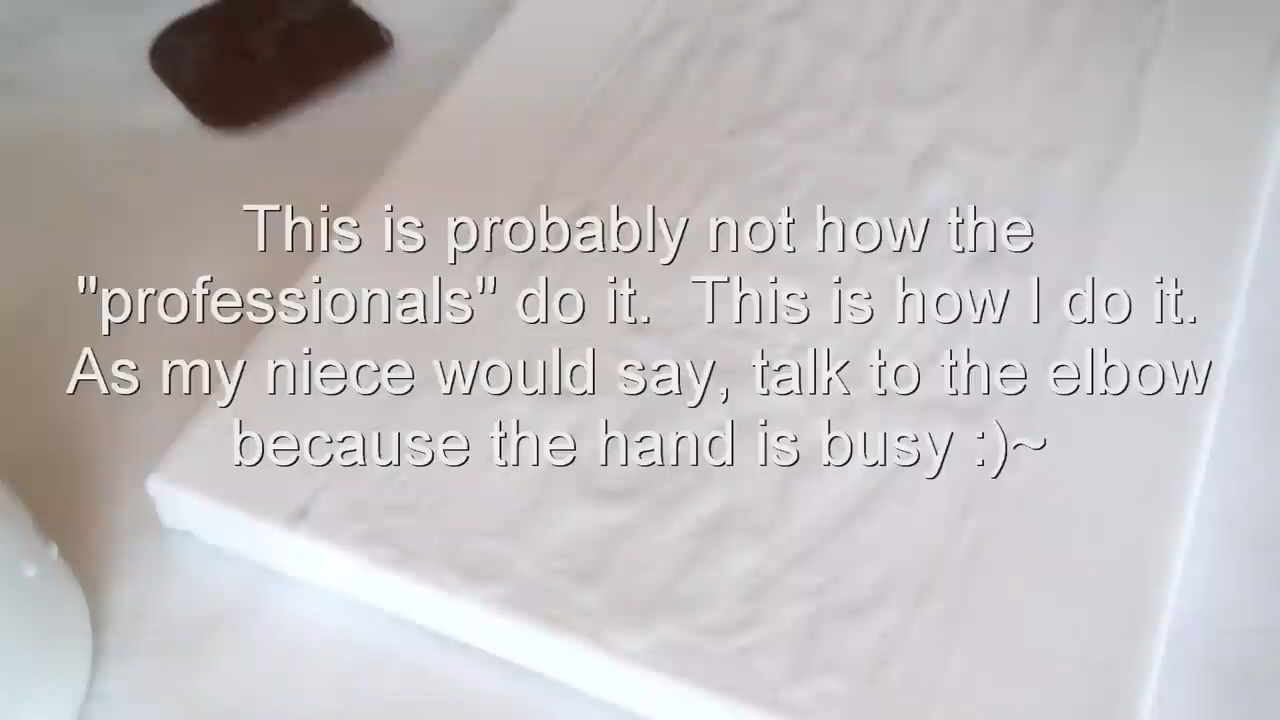 This is probably not how the
"professionals" do it.  This is how I do it.
As my niece would say, talk to the elbow
because the hand is busy :)~